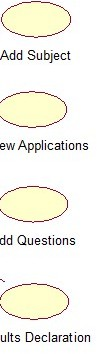 Add Subject
ew Applications
dd Questions
ults Declaration